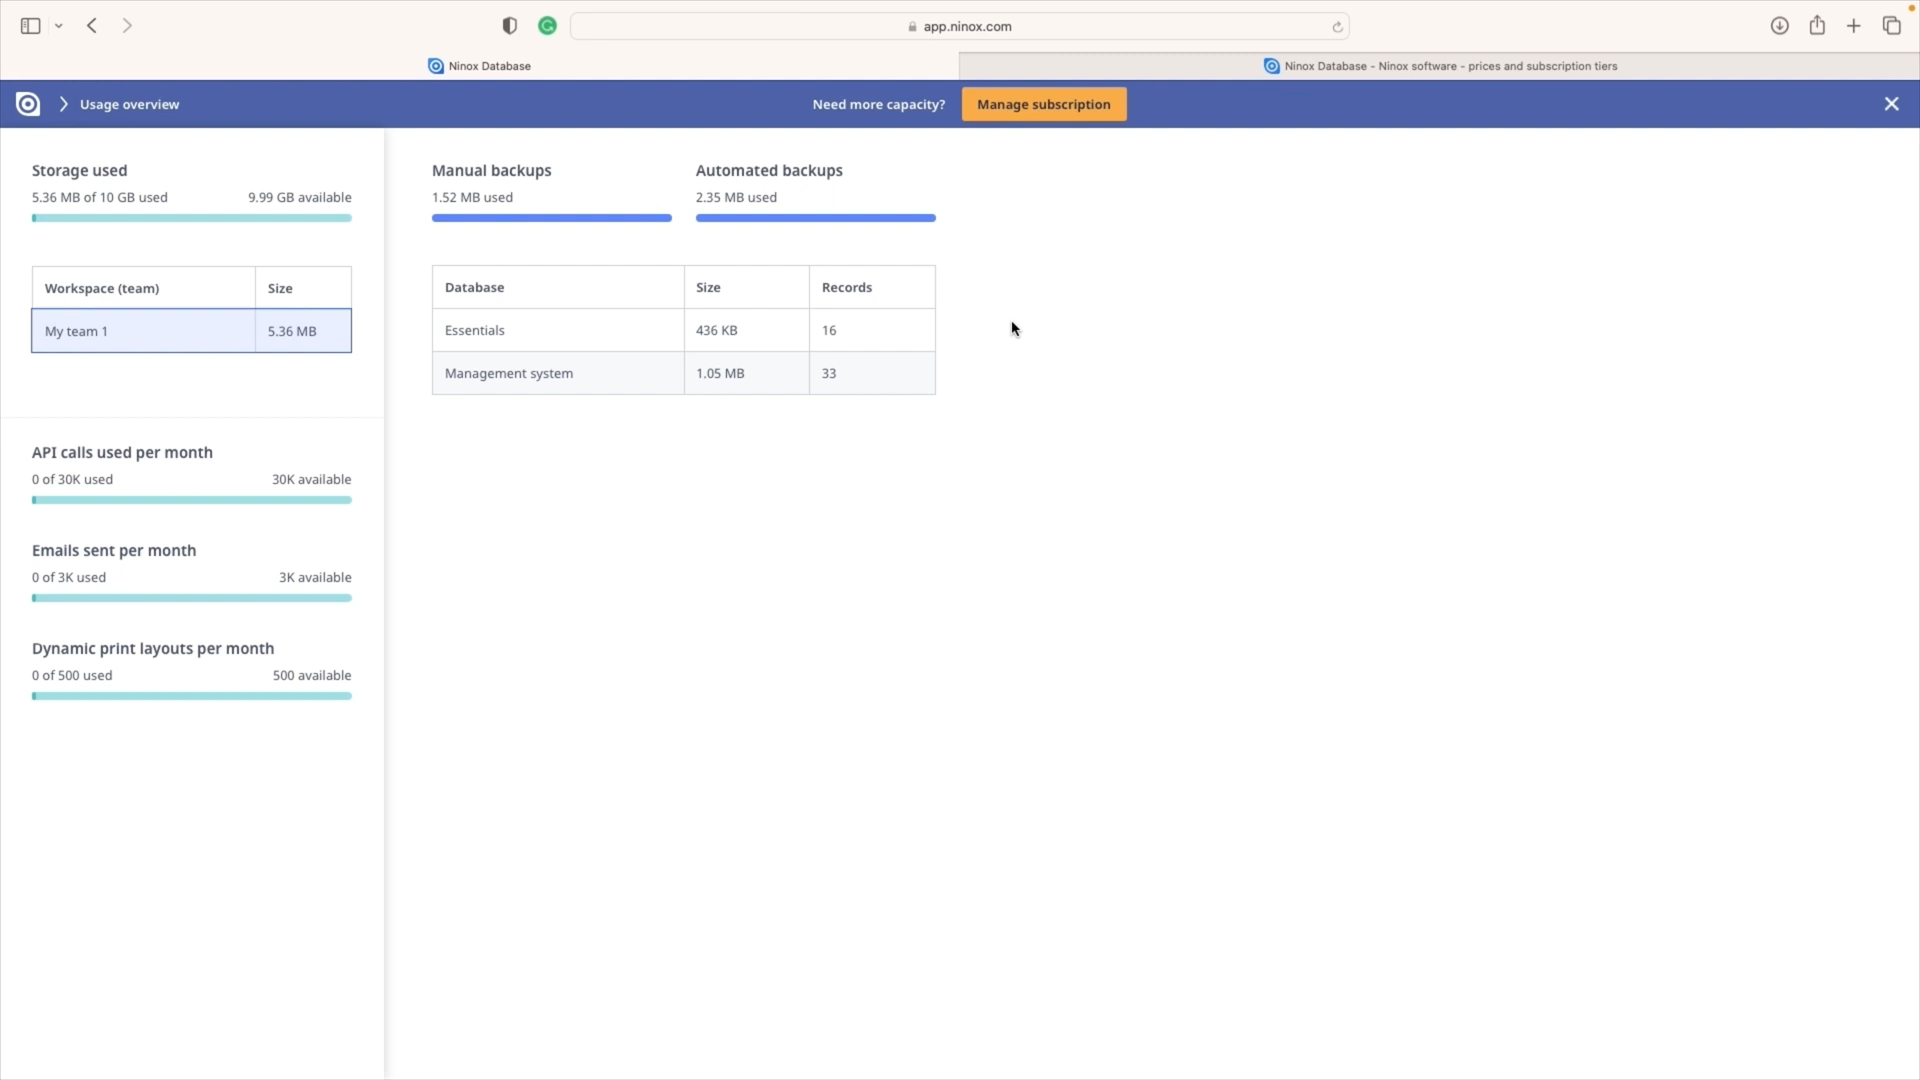 app.ninox.com
Ninox Database
Ninox Database - Ninox software - prices and subscription tiers
Usage overview
Need more capacity?
Manage subscription
Storage used
5.36 MB of 10 GB used
9.99 GB available
Workspace (team)
Size
My team 1
5.36 MB
API calls used per month
0 of 30K used
30K available
Emails sent per month
0 of 3K used
3K available
Dynamic print layouts per month
0 of 500 used
500 available
Manual backups
1.52 MB used
Automated backups
2.35 MB used
Database
Size
Records
Essentials
436 KB
16
Management system
1.05 MB
33